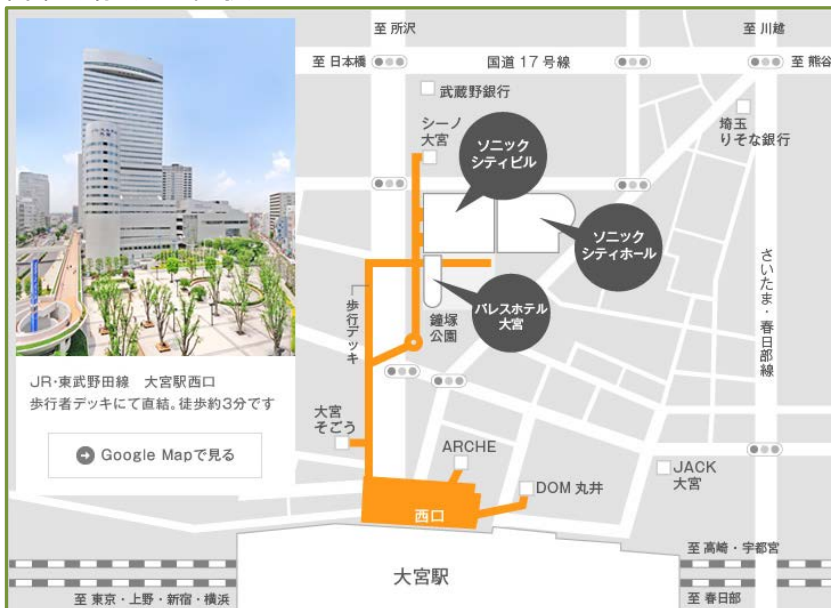 至 所沢
至 川越
至 日本橋
国道 17 号線
至 熊谷
武蔵野銀行
シーノ
大宮
ソニック
シティビル
埼玉
りそな銀行
ソニック
シティホール
さいたま・春日部線
歩行デッキ
鐘塚
公園
パレスホテル
大宮
JR・東武野田線 大宮駅西口
歩行者デッキにて直結。徒歩約3分です
Google Mapで見る
大宮
そごう
ARCHE
DOM 丸井
JACK
大宮
西口
大宮駅
至 高崎・宇都宮
至 東京・上野・新宿・横浜
至 春日部